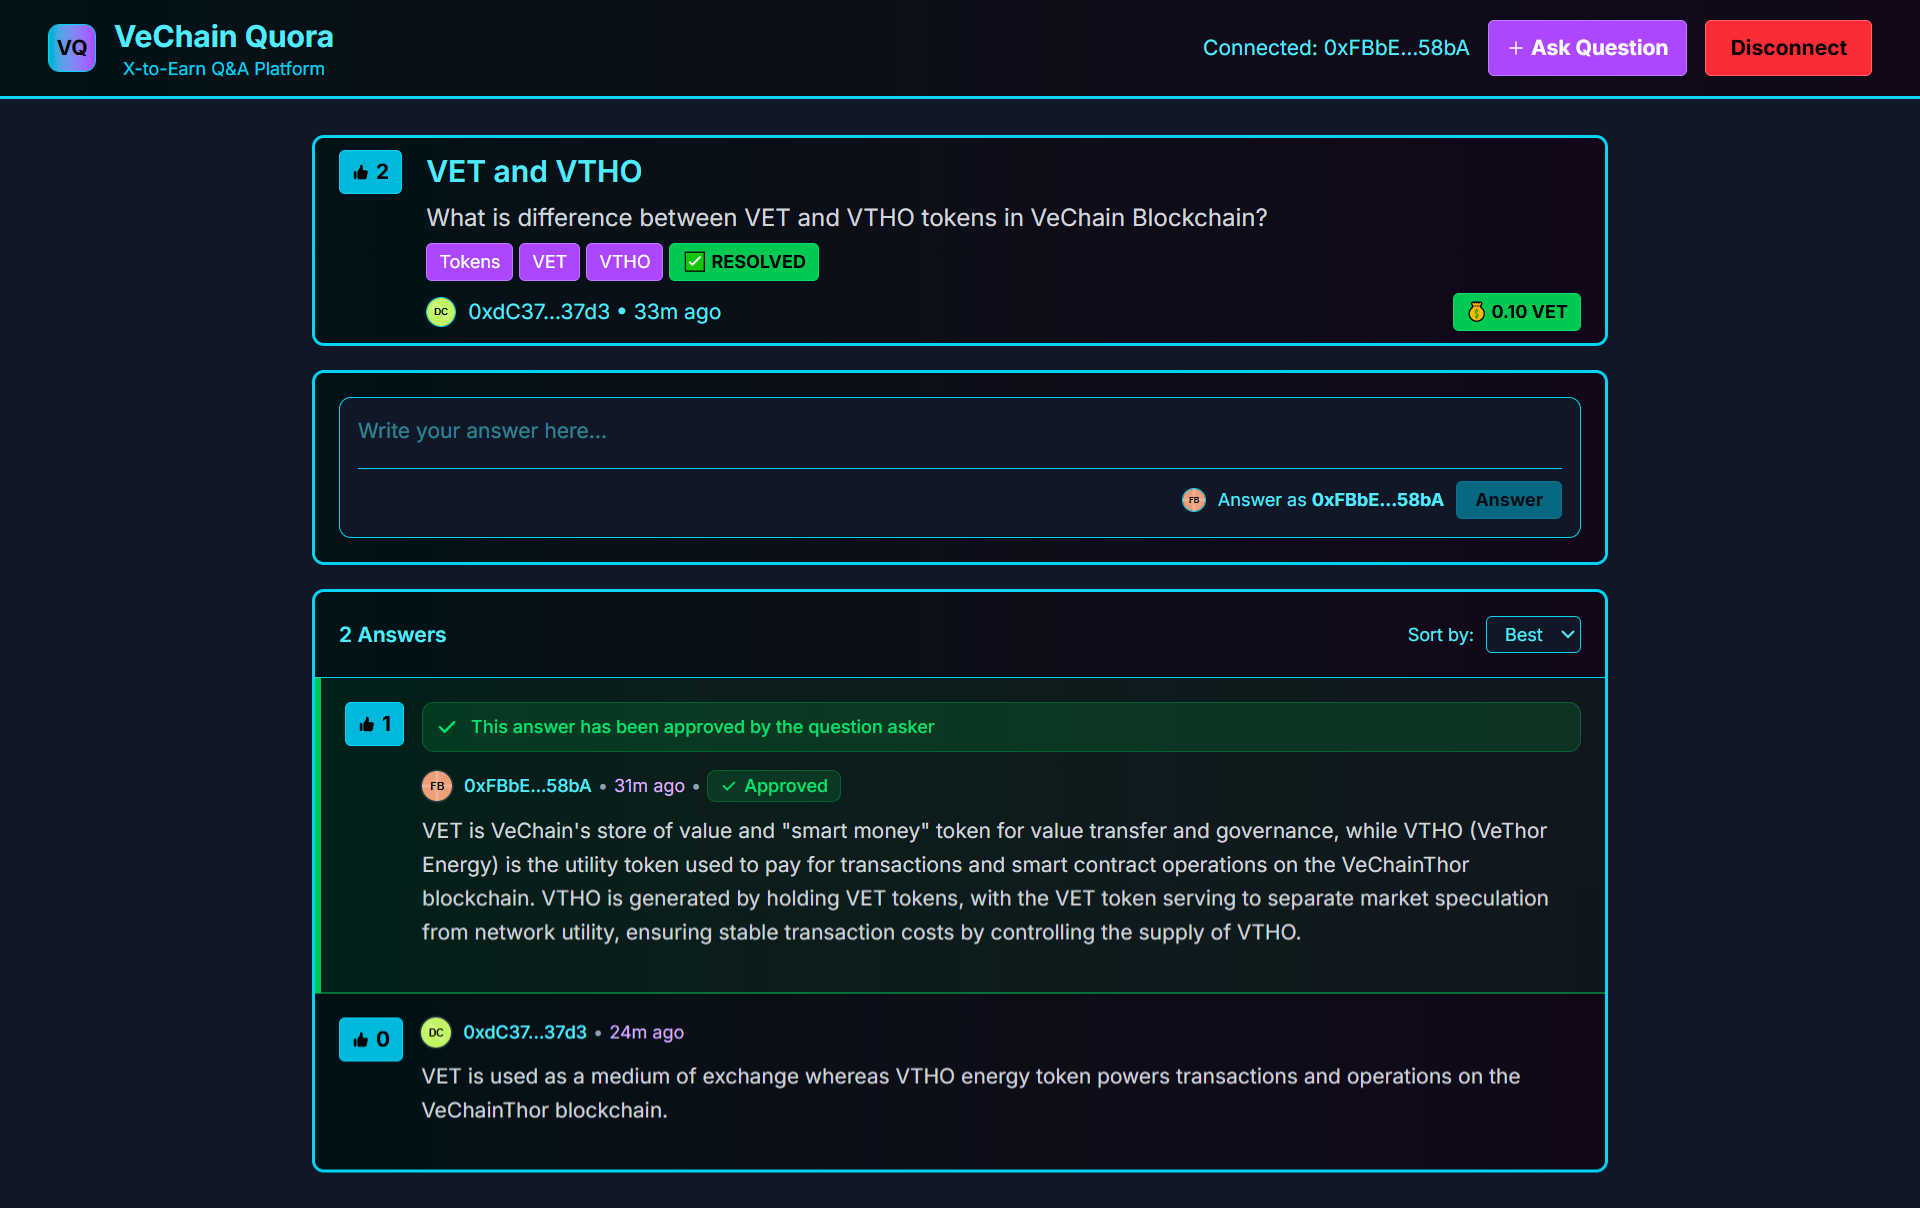 VQ
VeChain Quora
X-to-Earn Q&A Platform
Connected: 0xFBbE...58bA
+ Ask Question
Disconnect
2
VET and VTHO
What is difference between VET and VTHO tokens in VeChain Blockchain?
Tokens
VET
VTHO
✅ RESOLVED
DC
0xdC37...37d3 • 33m ago
💰 0.10 VET
Write your answer here...
FB
Answer as 0xFBbE...58bA
Answer
2 Answers
Sort by:
Best
1
This answer has been approved by the question asker
FB
0xFBbE...58bA • 31m ago •
Approved
VET is VeChain's store of value and "smart money" token for value transfer and governance, while VTHO (VeThor
Energy) is the utility token used to pay for transactions and smart contract operations on the VeChainThor
blockchain. VTHO is generated by holding VET tokens, with the VET token serving to separate market speculation
from network utility, ensuring stable transaction costs by controlling the supply of VTHO.
0
DC
0xdC37...37d3 • 24m ago
VET is used as a medium of exchange whereas VTHO energy token powers transactions and operations on the
VeChainThor blockchain.